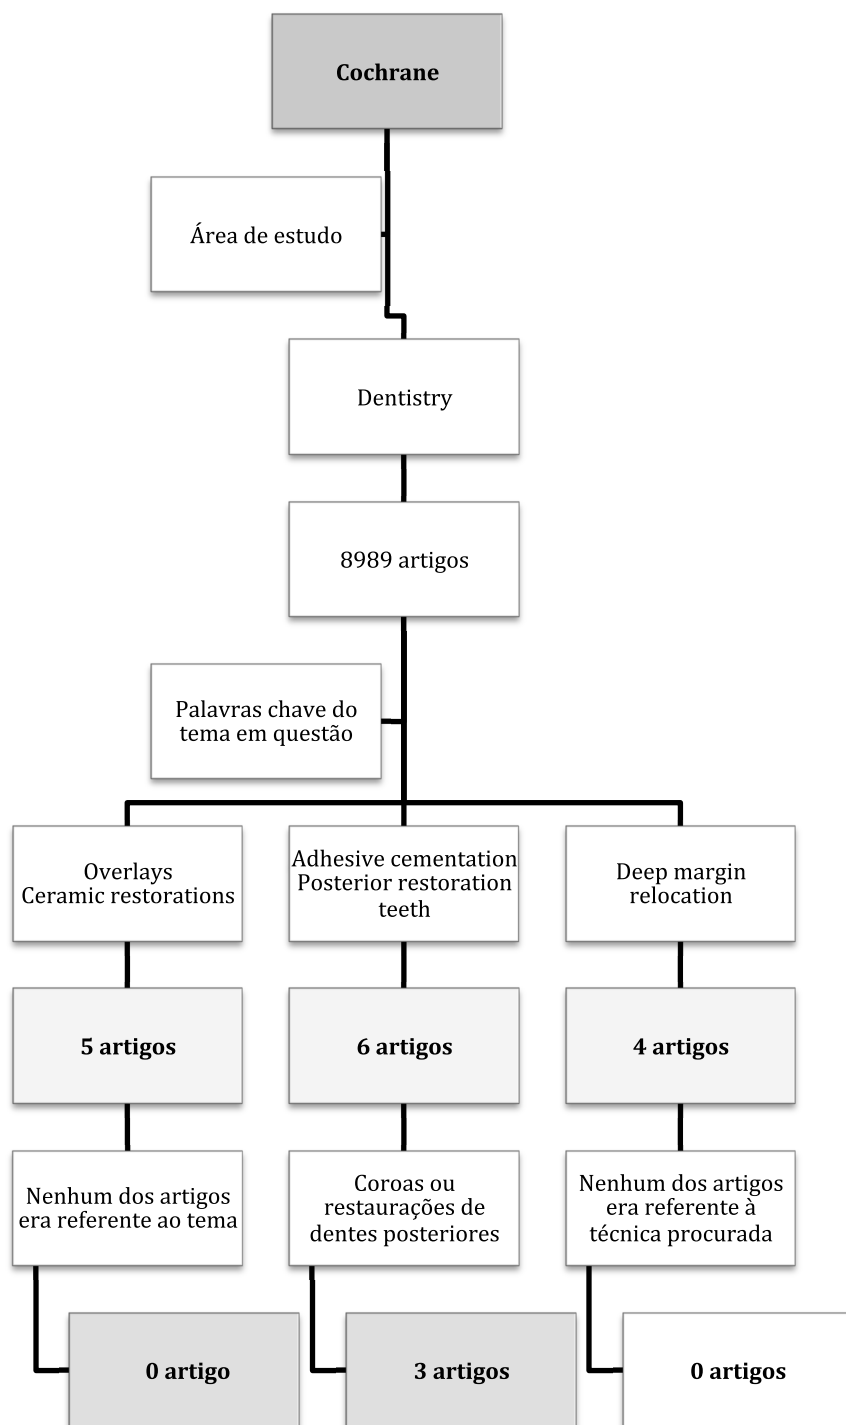 Cochrane
Área de estudo
Dentistry
8989 artigos
Palavras chave do
tema em questão
Overlays
Ceramic restorations
Adhesive cementation
Posterior restoration
teeth
Deep margin
relocation
5 artigos
6 artigos
4 artigos
Nenhum dos artigos
era referente ao tema
Coroas ou
restaurações de
dentes posteriores
Nenhum dos artigos
era referente à
técnica procurada
0 artigo
3 artigos
0 artigos